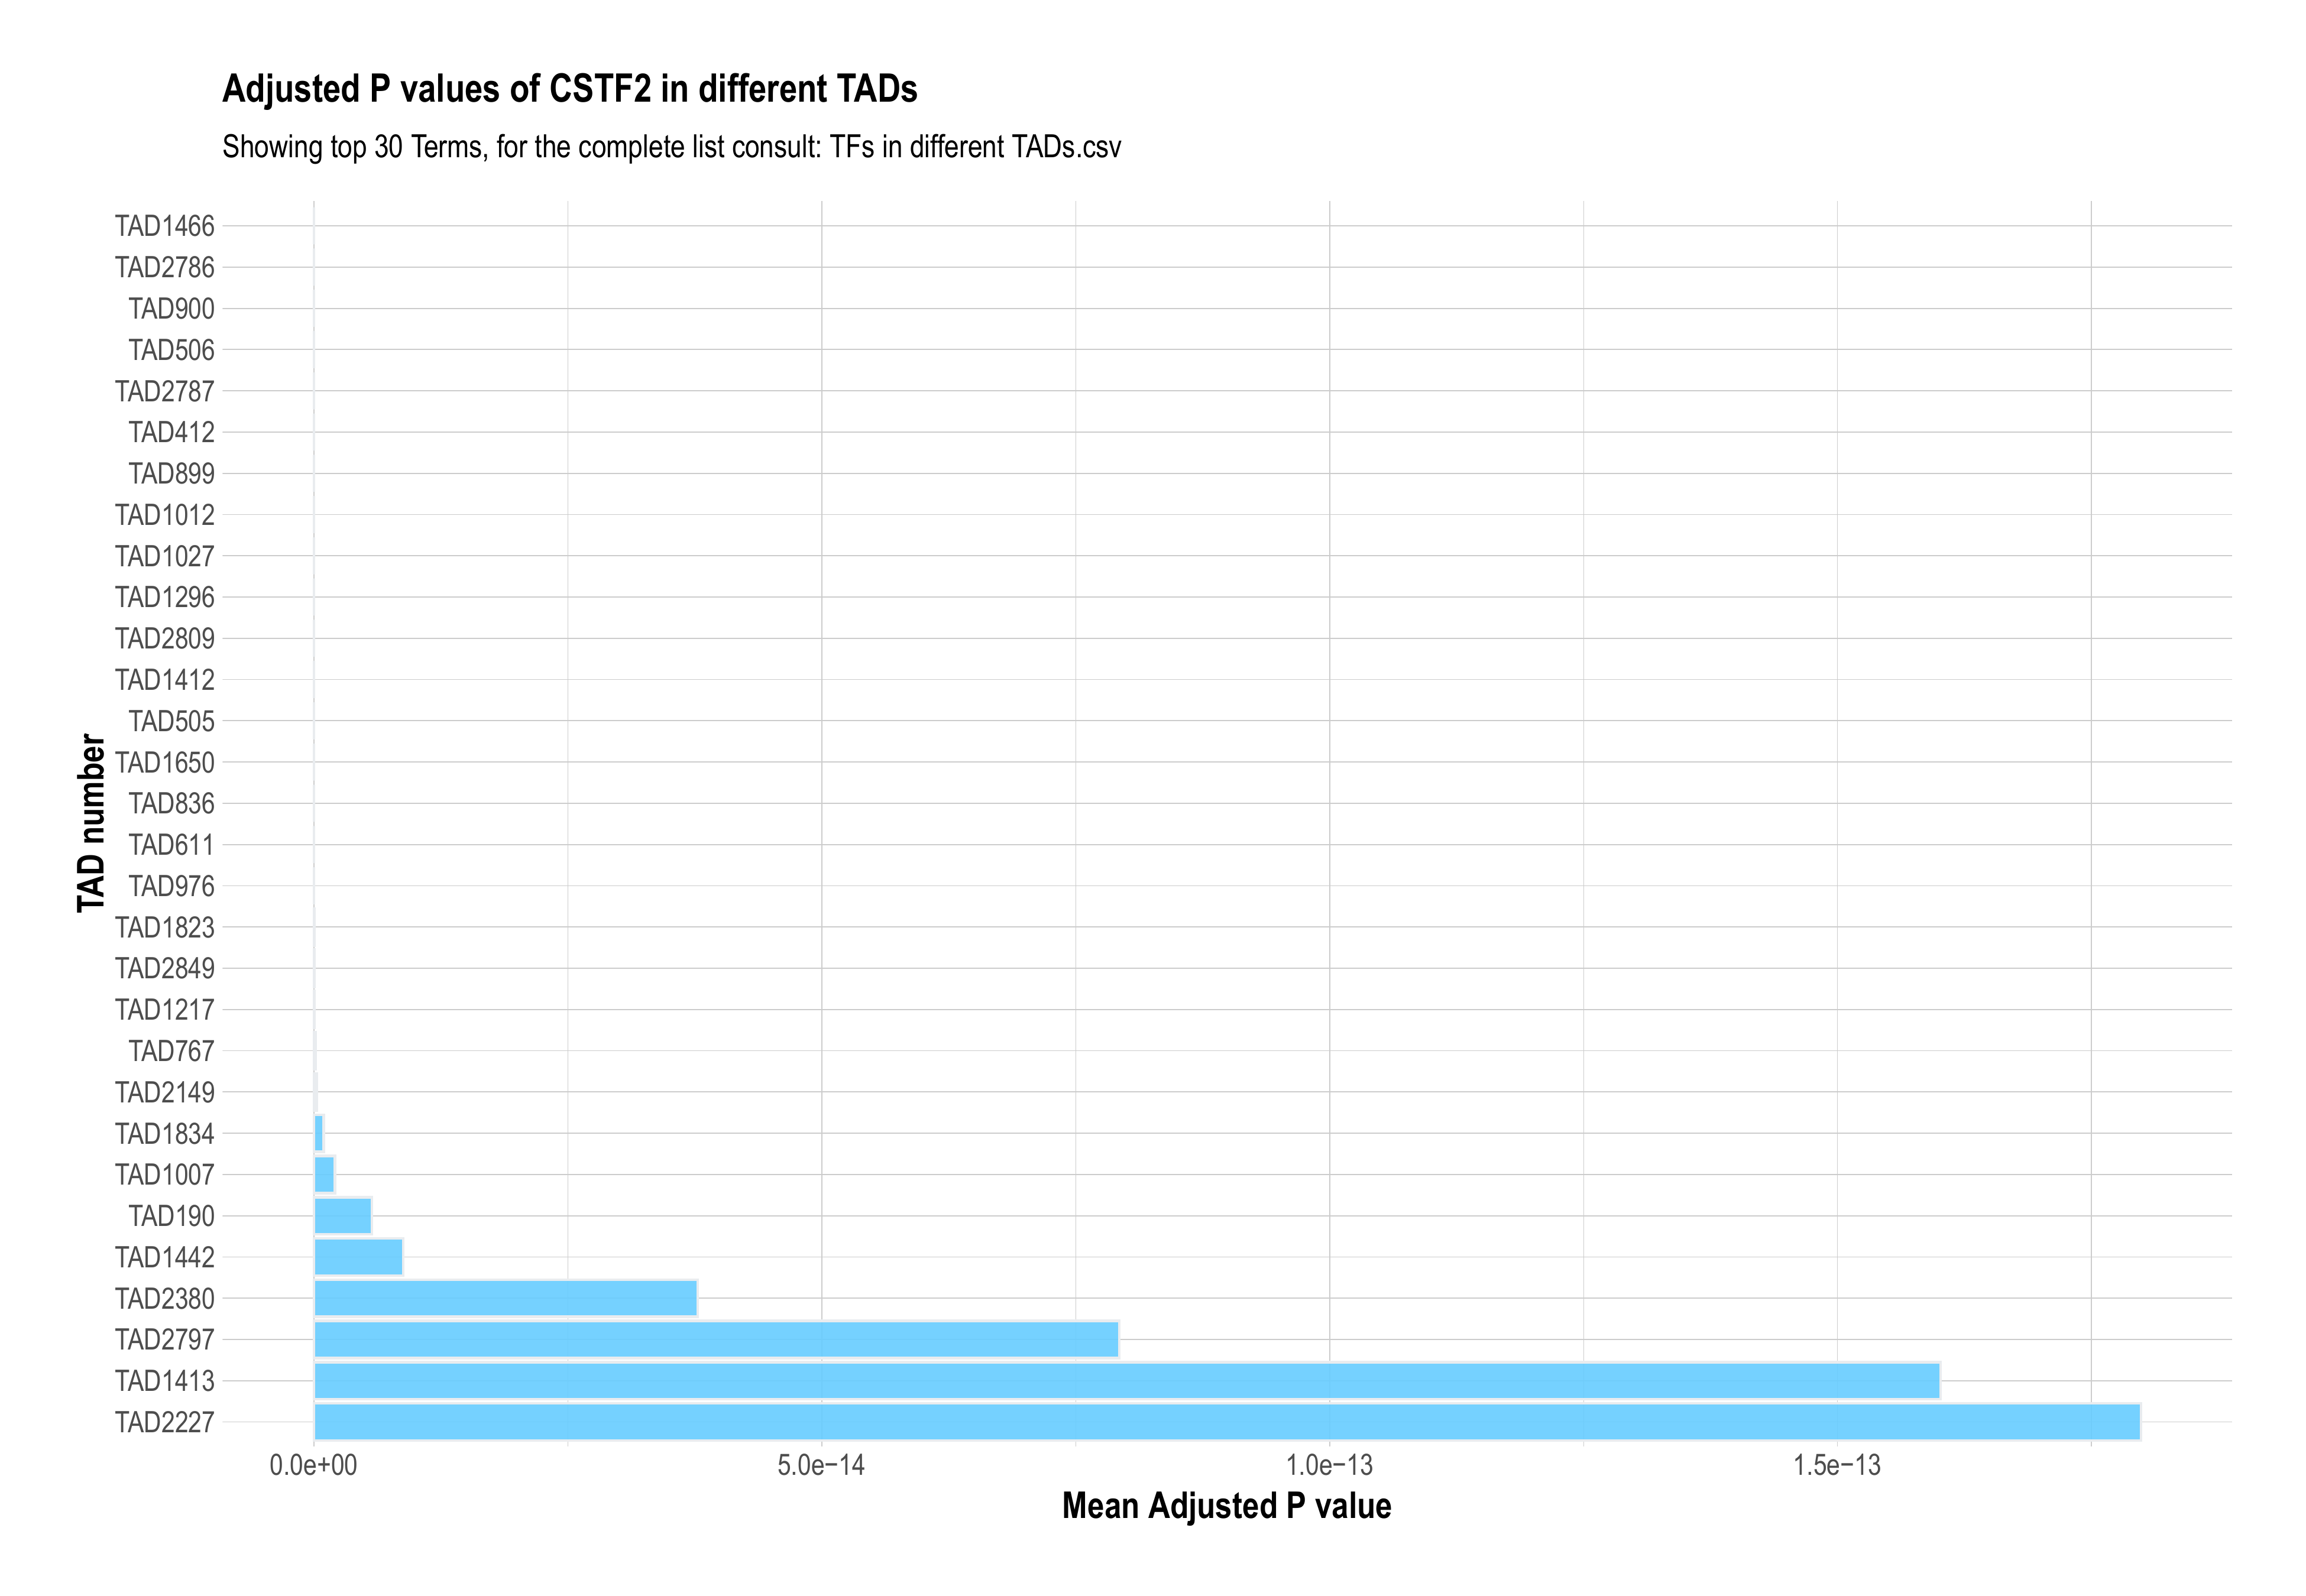 Adjusted P values of CSTF2 in different TADs
Showing top 30 Terms, for the complete list consult: TFs in different TADs.csv
TAD number
TAD1466
TAD2786
TAD900
TAD506
TAD2787
TAD412
TAD899
TAD1012
TAD1027
TAD1296
TAD2809
TAD1412
TAD505
TAD1650
TAD836
TAD611
TAD976
TAD1823
TAD2849
TAD1217
TAD767
TAD2149
TAD1834
TAD1007
TAD190
TAD1442
TAD2380
TAD2797
TAD1413
TAD2227
0.0e+00 5.0e−14 1.0e−13 1.5e−13
Mean Adjusted P value